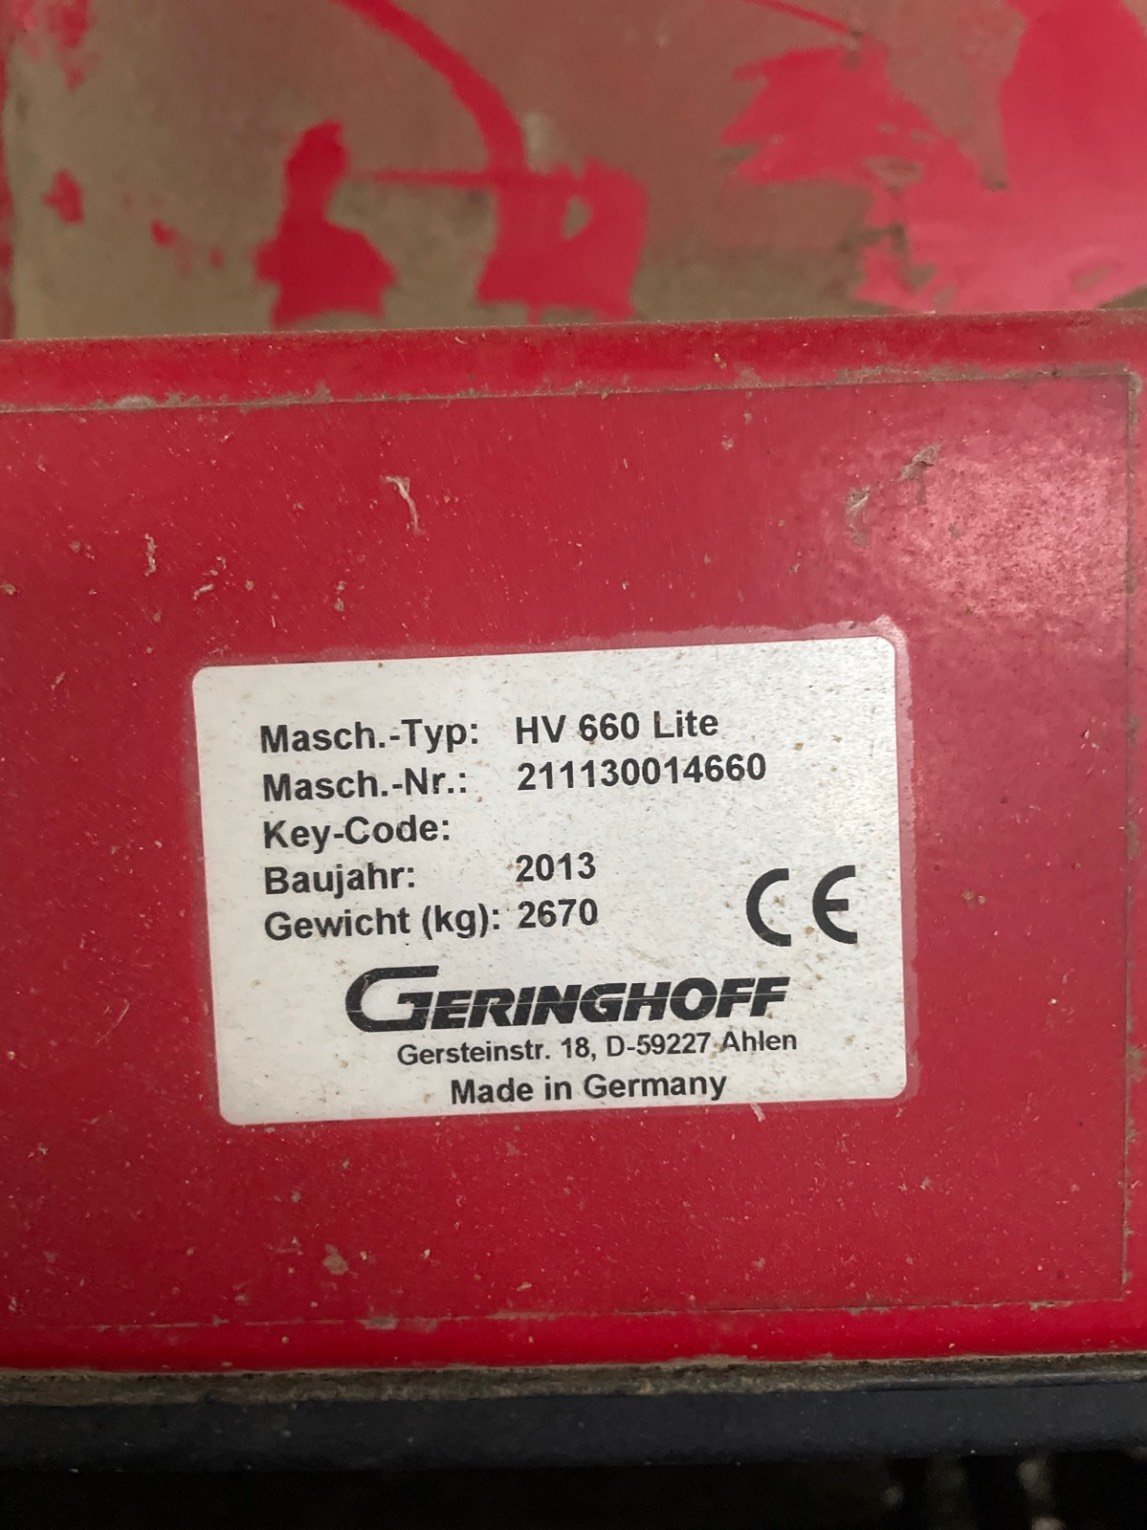 Masch.-Typ: HV 660 Lite
Masch.-Nr.: 211130014660
Key-Code:
Baujahr: 2013
Gewicht (kg): 2670
CE
GERINGHOFF
Gersteinstr. 18, D-59227 Ahlen
Made in Germany